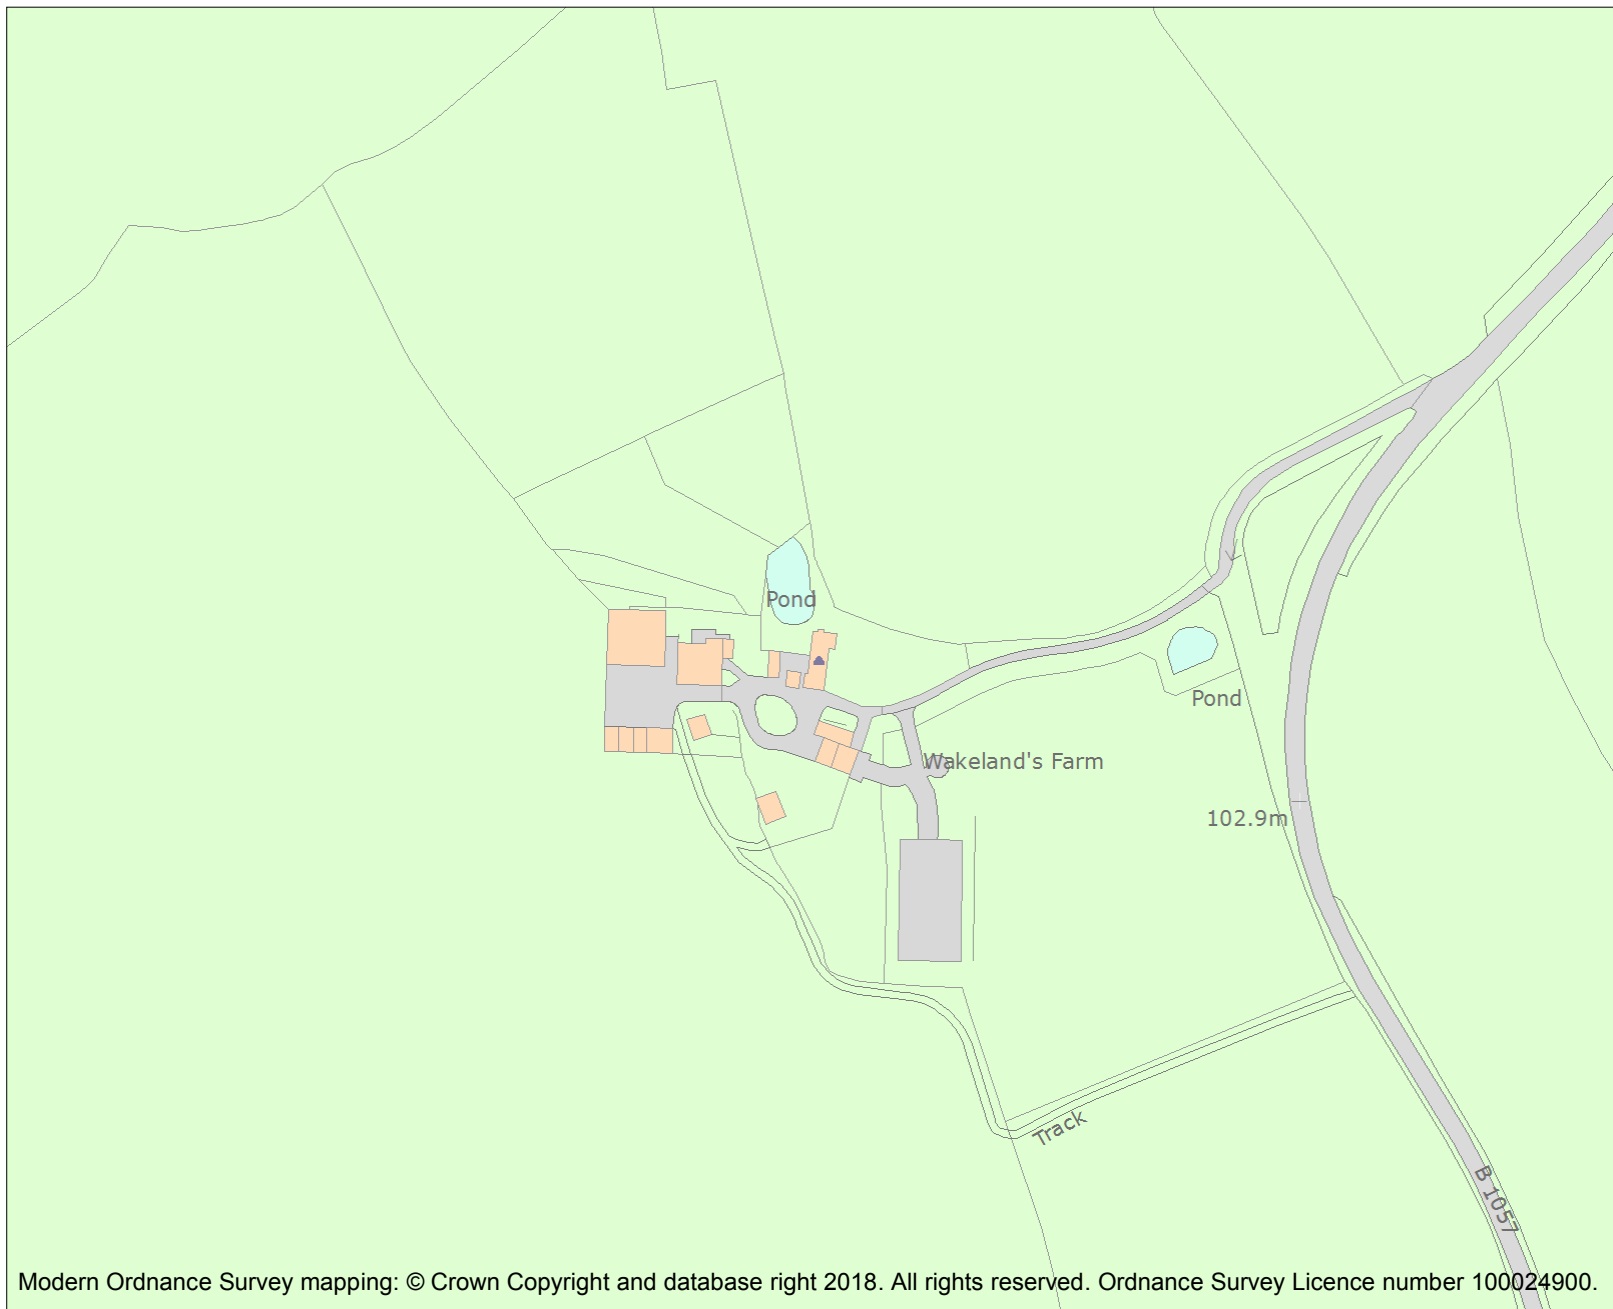 Pond
Pond
Wakeland's Farm
102.9m
Track
B 1057
Modern Ordnance Survey mapping: © Crown Copyright and database right 2018. All rights reserved. Ordnance Survey Licence number 100024900.